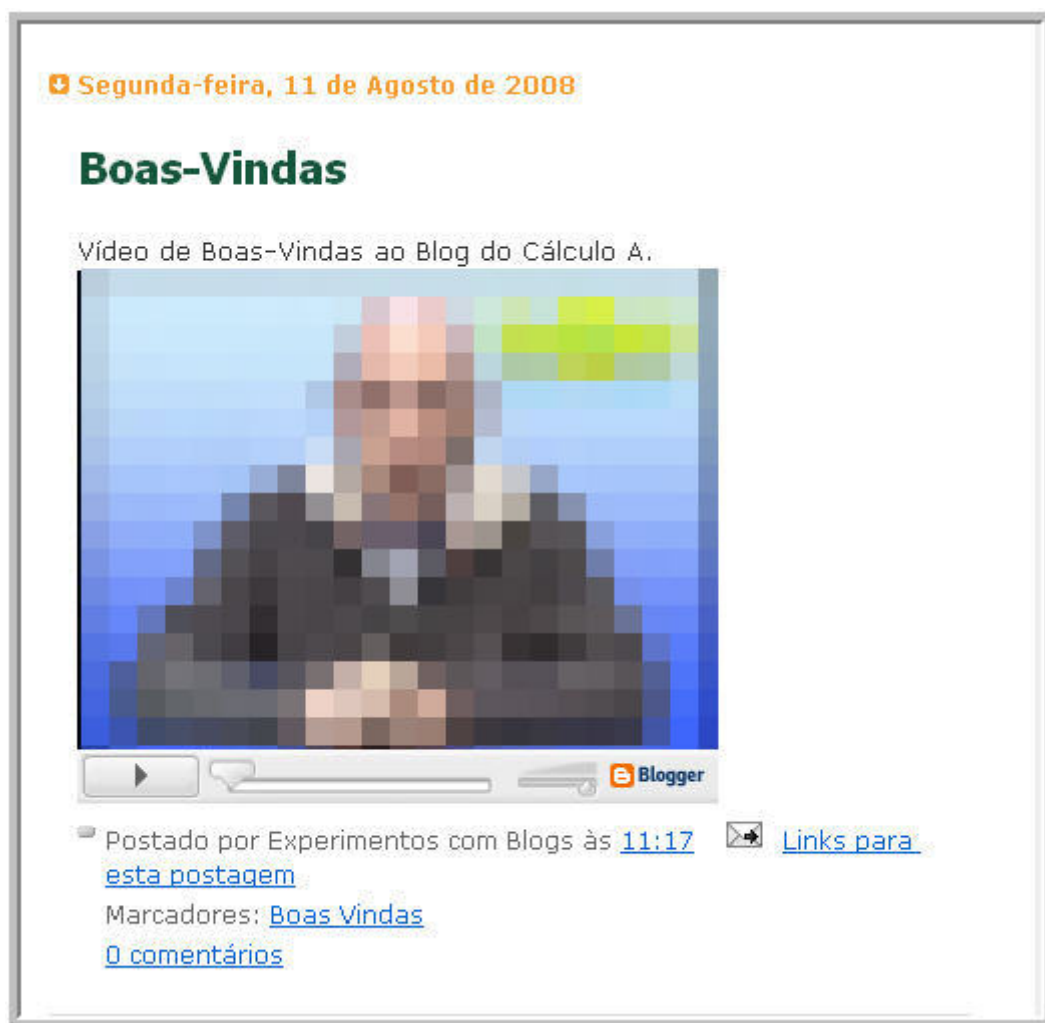 Segunda-feira, 11 de Agosto de 2008
Boas-Vindas
Vídeo de Boas-Vindas ao Blog do Cálculo A.
Blogger
Postado por Experimentos com Blogs às 11:17 Links para
esta postagem
Marcadores: Boas Vindas
0 comentários